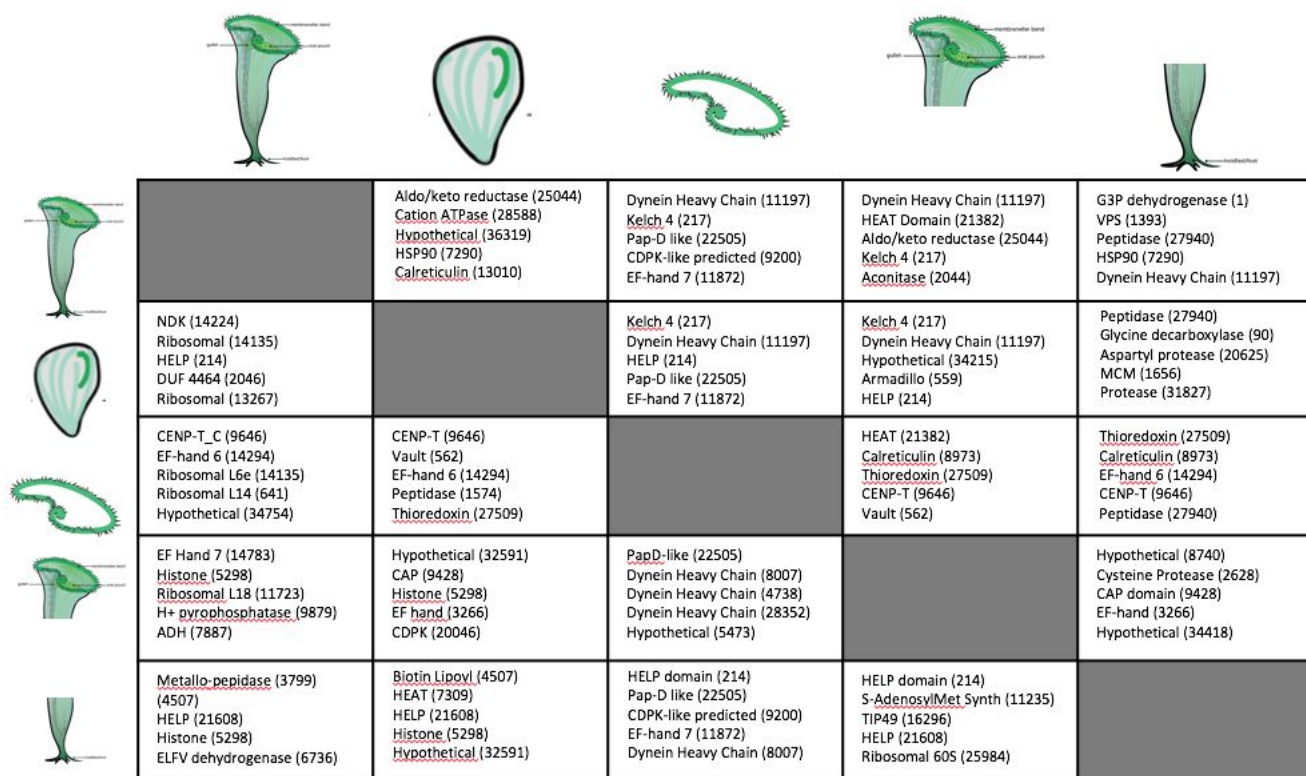 membranellar band
gullet
oral pouch
holdfast/foot
membranellar band
gullet
oral pouch
holdfast/foot
Aldo/keto reductase (25044)
Cation ATPase (28588)
Hypothetical (36319)
HSP90 (7290)
Calreticulin (13010)
Dynein Heavy Chain (11197)
Kelch 4 (217)
Pap-D like (22505)
CDPK-like predicted (9200)
EF-hand 7 (11872)
Dynein Heavy Chain (11197)
HEAT Domain (21382)
Aldo/keto reductase (25044)
Kelch 4 (217)
Aconitase (2044)
G3P dehydrogenase (1)
VPS (1393)
Peptidase (27940)
HSP90 (7290)
Dynein Heavy Chain (11197)
NDK (14224)
Ribosomal (14135)
HELP (214)
DUF 4464 (2046)
Ribosomal (13267)
Kelch 4 (217)
Dynein Heavy Chain (11197)
HELP (214)
Pap-D like (22505)
EF-hand 7 (11872)
Kelch 4 (217)
Dynein Heavy Chain (11197)
Hypothetical (34215)
Armadillo (559)
HELP (214)
Peptidase (27940)
Glycine decarboxylase (90)
Aspartyl protease (20625)
MCM (1656)
Protease (31827)
CENP-T_C (9646)
EF-hand 6 (14294)
Ribosomal L6e (14135)
Ribosomal L14 (641)
Hypothetical (34754)
CENP-T (9646)
Vault (562)
EF-hand 6 (14294)
Peptidase (1574)
Thioredoxin (27509)
HEAT (21382)
Calreticulin (8973)
Thioredoxin (27509)
CENP-T (9646)
Vault (562)
Thioredoxin (27509)
Calreticulin (8973)
EF-hand 6 (14294)
CENP-T (9646)
Peptidase (27940)
EF Hand 7 (14783)
Histone (5298)
Ribosomal L18 (11723)
H+ pyrophosphatase (9879)
ADH (7887)
Hypothetical (32591)
CAP (9428)
Histone (5298)
EF hand (3266)
CDPK (20046)
PapD-like (22505)
Dynein Heavy Chain (8007)
Dynein Heavy Chain (4738)
Dynein Heavy Chain (28352)
Hypothetical (5473)
Hypothetical (8740)
Cysteine Protease (2628)
CAP domain (9428)
EF-hand (3266)
Hypothetical (34418)
Metallo-pepidase (3799)
(4507)
HELP (21608)
Histone (5298)
ELFV dehydrogenase (6736)
Biotin Lipoyl (4507)
HEAT (7309)
HELP (21608)
Histone (5298)
Hypothetical (32591)
HELP domain (214)
Pap-D like (22505)
CDPK-like predicted (9200)
EF-hand 7 (11872)
Dynein Heavy Chain (8007)
HELP domain (214)
S-AdenosylMet Synth (11235)
TIP49 (16296)
HELP (21608)
Ribosomal 60S (25984)